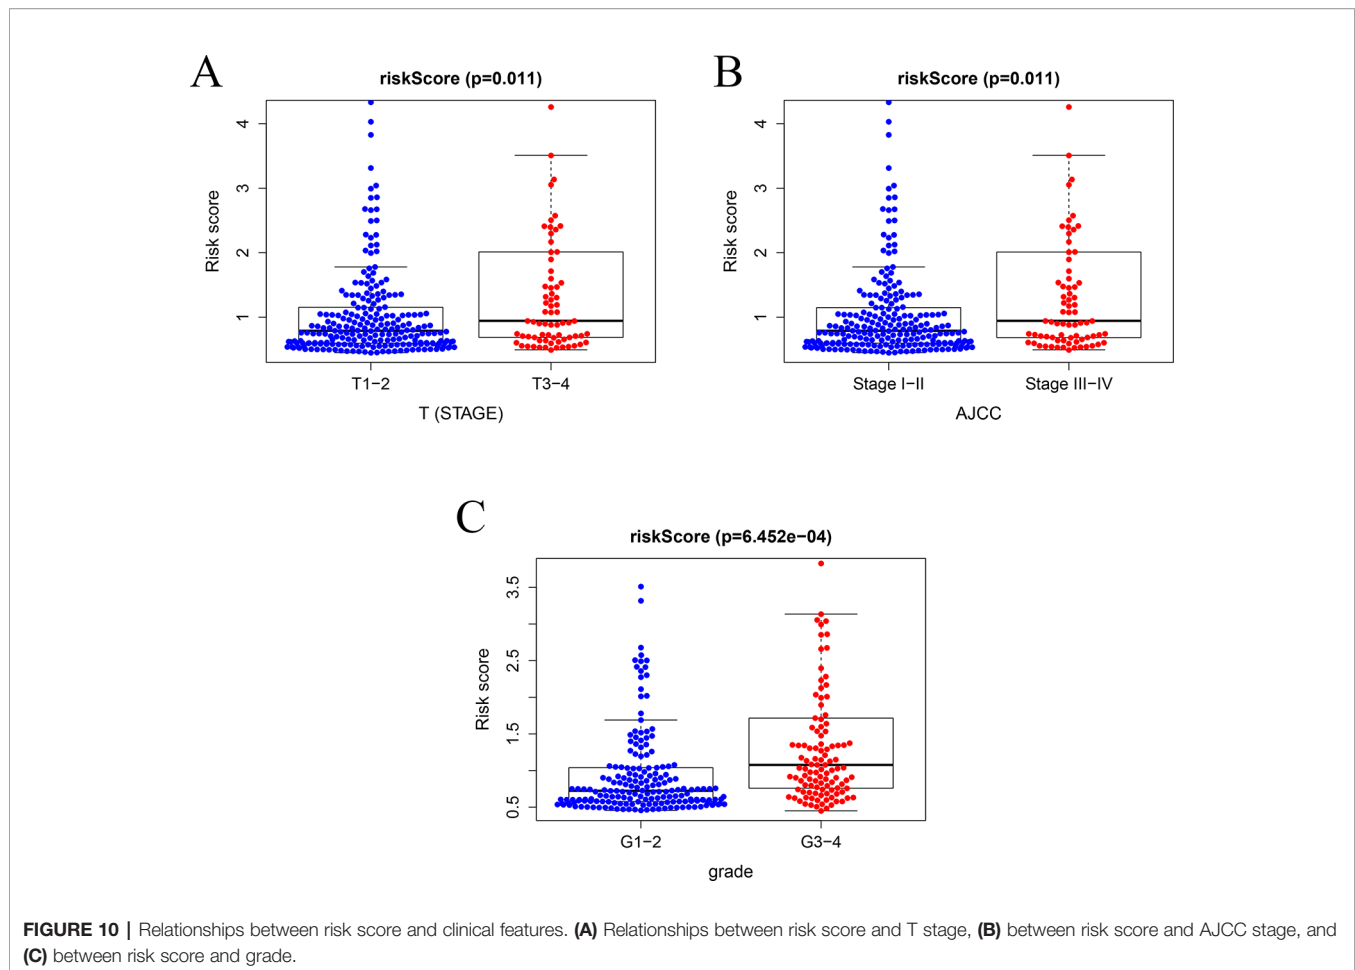 A
riskScore (p=0.011)
4
3
2
1
Risk score
T1−2
T3−4
T (STAGE)
B
riskScore (p=0.011)
4
3
2
1
Risk score
Stage I−II
Stage III−IV
AJCC
C
riskScore (p=6.452e−04)
3.5
2.5
1.5
0.5
Risk score
G1−2
G3−4
grade
FIGURE 10 | Relationships between risk score and clinical features. (A) Relationships between risk score and T stage, (B) between risk score and AJCC stage, and
(C) between risk score and grade.